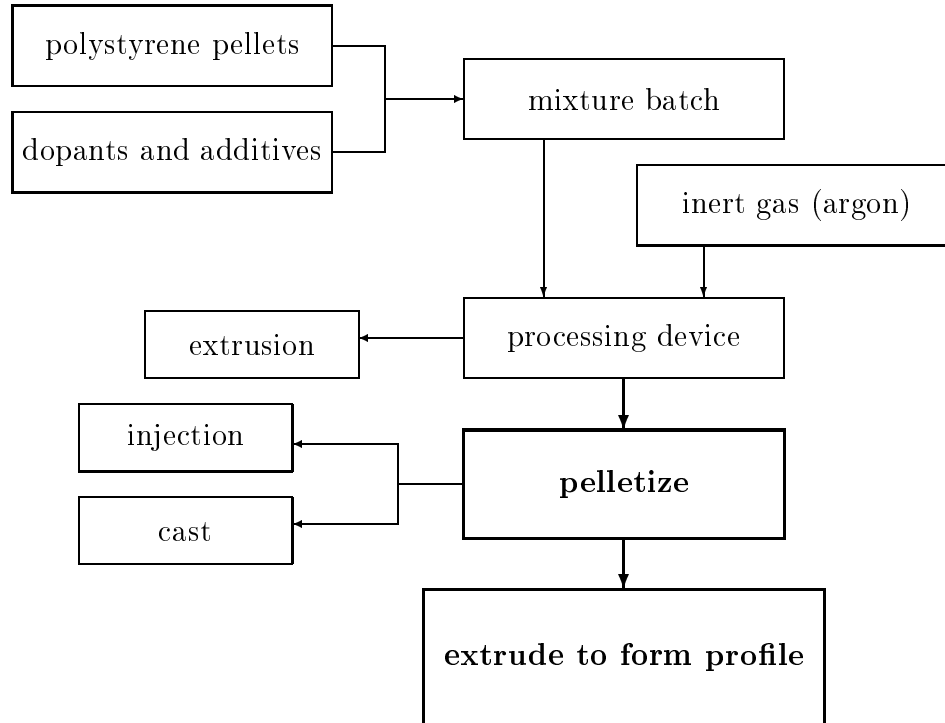 polystyrene pellets
mixture batch
dopants and additives
inert gas (argon)
processing device
extrusion
injection
pelletize
cast
extrude to form profile